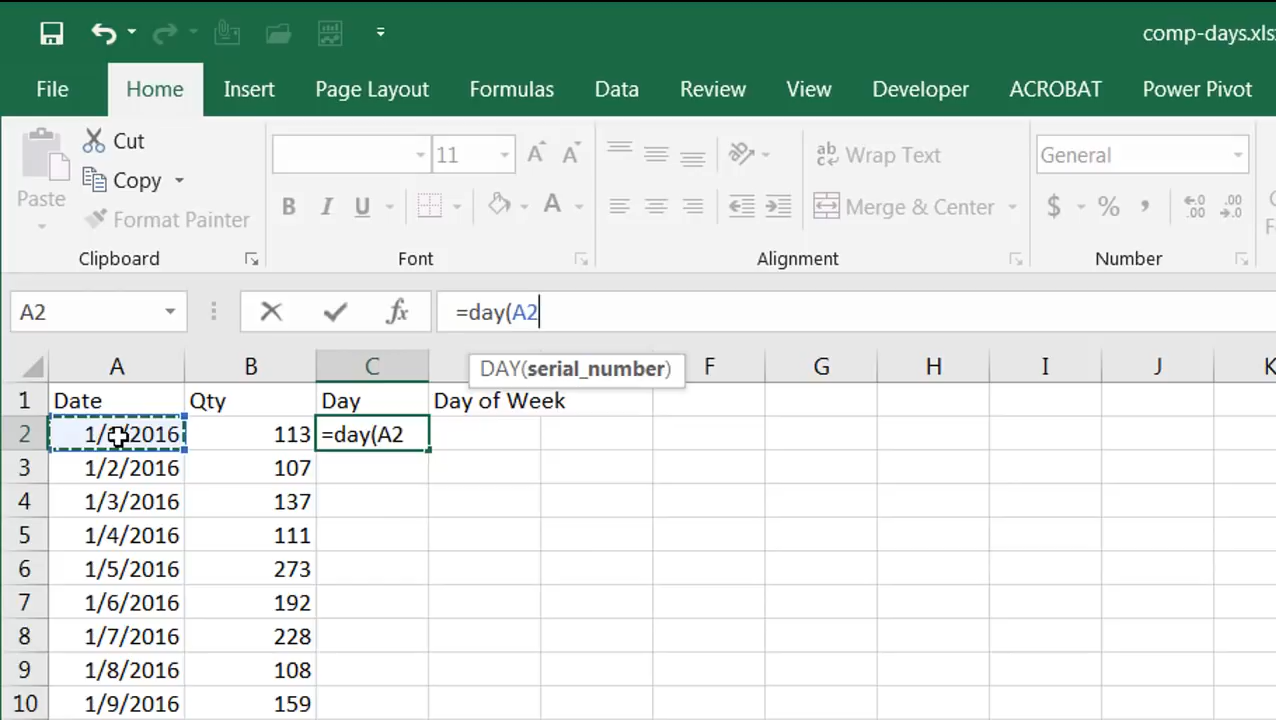 comp-days.xls
File Home Insert Page Layout Formulas Data Review View Developer ACROBAT Power Pivot
Cut
Copy
Paste
Format Painter
11
B I U A
ab Wrap Text
Merge & Center
General
$ % ,
Clipboard Font Alignment Number
A2 fx =day(A2
DAY(serial_number)
A B C F G H I J K
1 Date Qty Day Day of Week
2 113 =day(A2
3 1/2/2016 107
4 1/3/2016 137
5 1/4/2016 111
6 1/5/2016 273
7 1/6/2016 192
8 1/7/2016 228
9 1/8/2016 108
10 1/9/2016 159